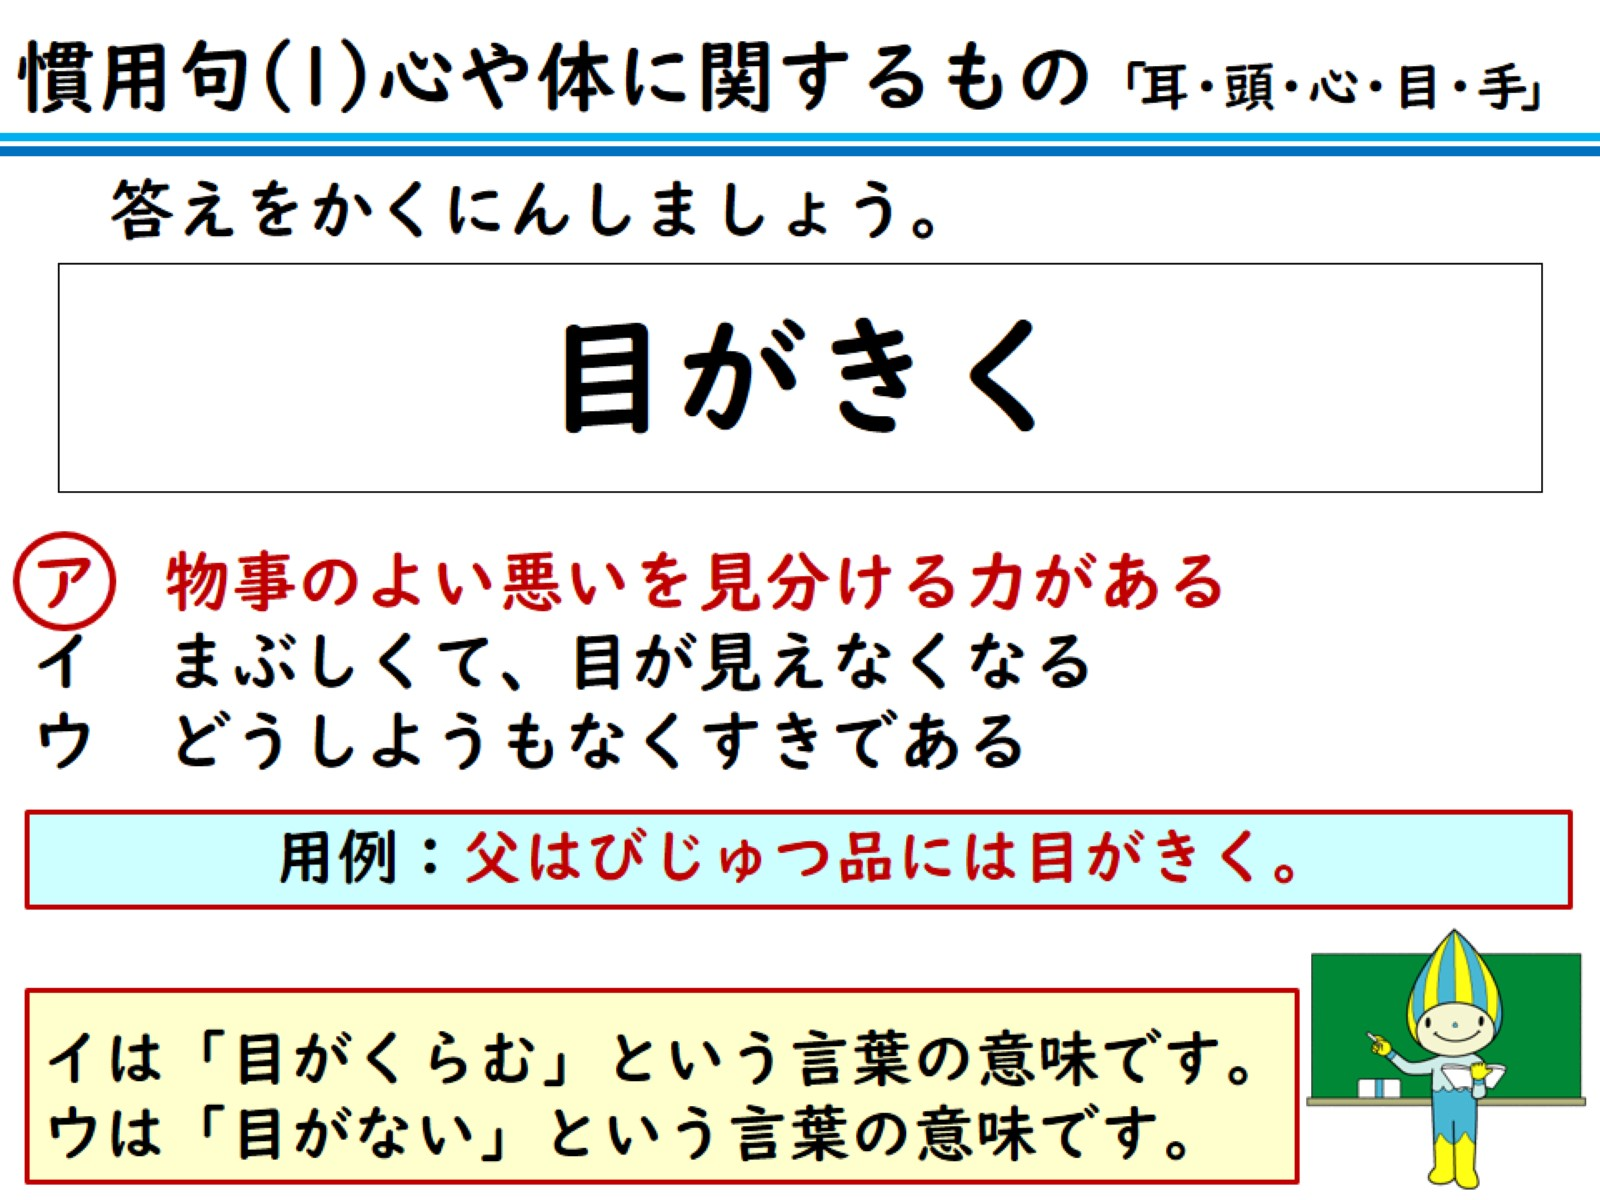 慣用句(1)心や体に関するもの「耳・頭・心・目・手」
答えをかくにんしましょう。
目がきく
ア　物事のよい悪いを見分ける力がある
イ　まぶしくて、目が見えなくなる
ウ　どうしようもなくすきである
用例：父はびじゅつ品には目がきく。
イは「目がくらむ」という言葉の意味です。
ウは「目がない」という言葉の意味です。